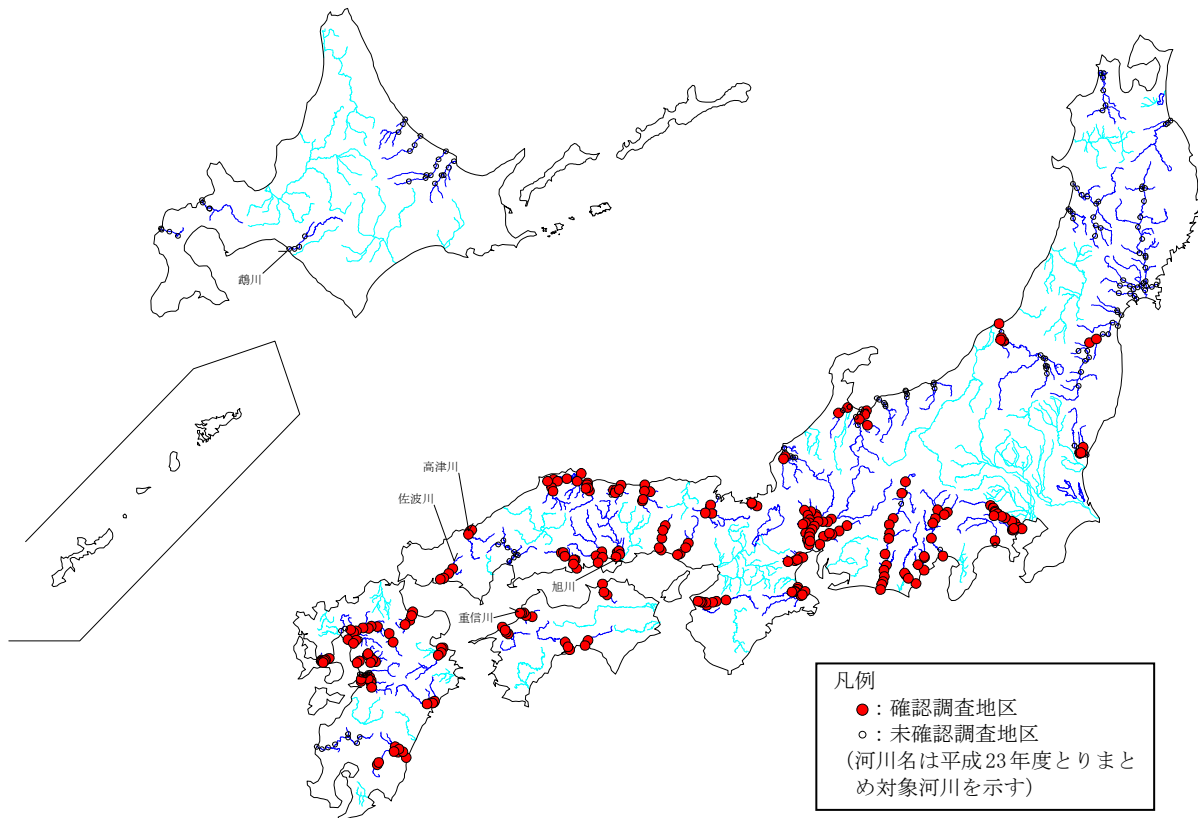 鵡川
高津川
佐波川
旭川
重信川
凡例
●：確認調査地区
○：未確認調査地区
(河川名は平成23年度とりまと
め対象河川を示す)